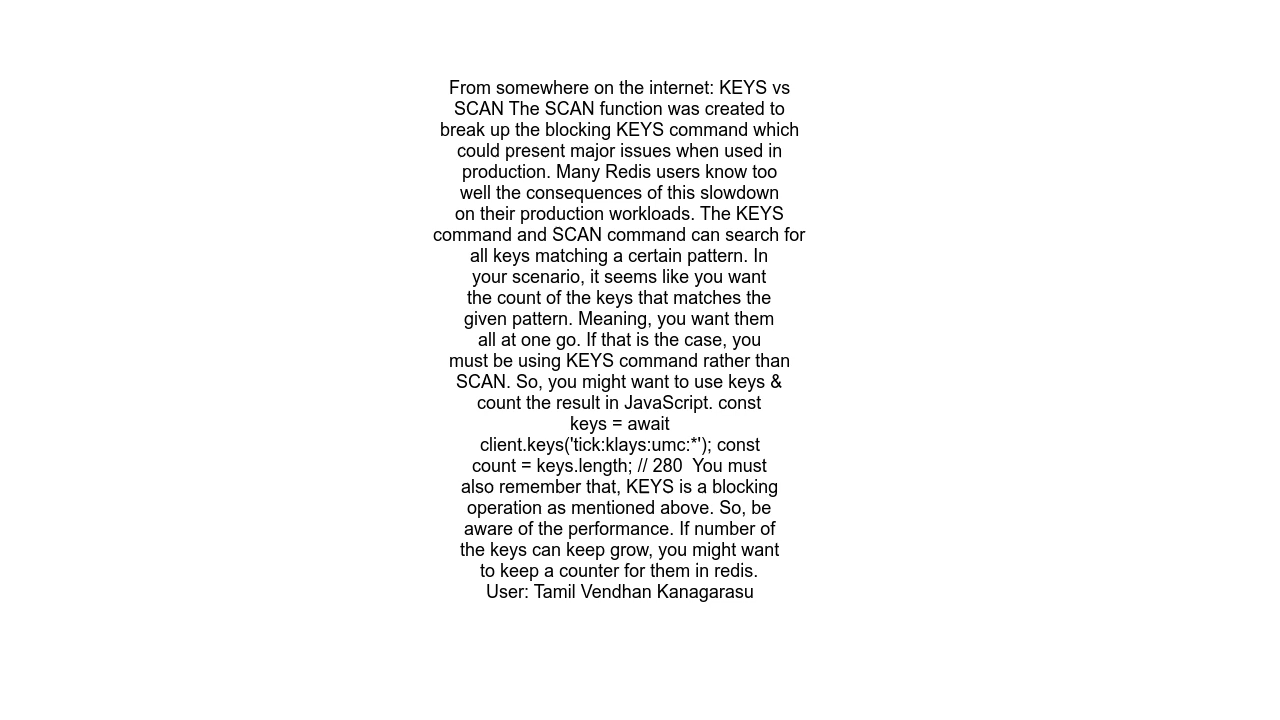 From somewhere on the internet: KEYS vs
SCAN The SCAN function was created to
break up the blocking KEYS command which
could present major issues when used in
production. Many Redis users know too
well the consequences of this slowdown
on their production workloads. The KEYS
command and SCAN command can search for
all keys matching a certain pattern. In
your scenario, it seems like you want
the count of the keys that matches the
given pattern. Meaning, you want them
all at one go. If that is the case, you
must be using KEYS command rather than
SCAN. So, you might want to use keys &
count the result in JavaScript. const
keys = await
client.keys('tick:klays:umc:*'); const
count = keys.length; // 280  You must
also remember that, KEYS is a blocking
operation as mentioned above. So, be
aware of the performance. If number of
the keys can keep grow, you might want
to keep a counter for them in redis.
User: Tamil Vendhan Kanagarasu